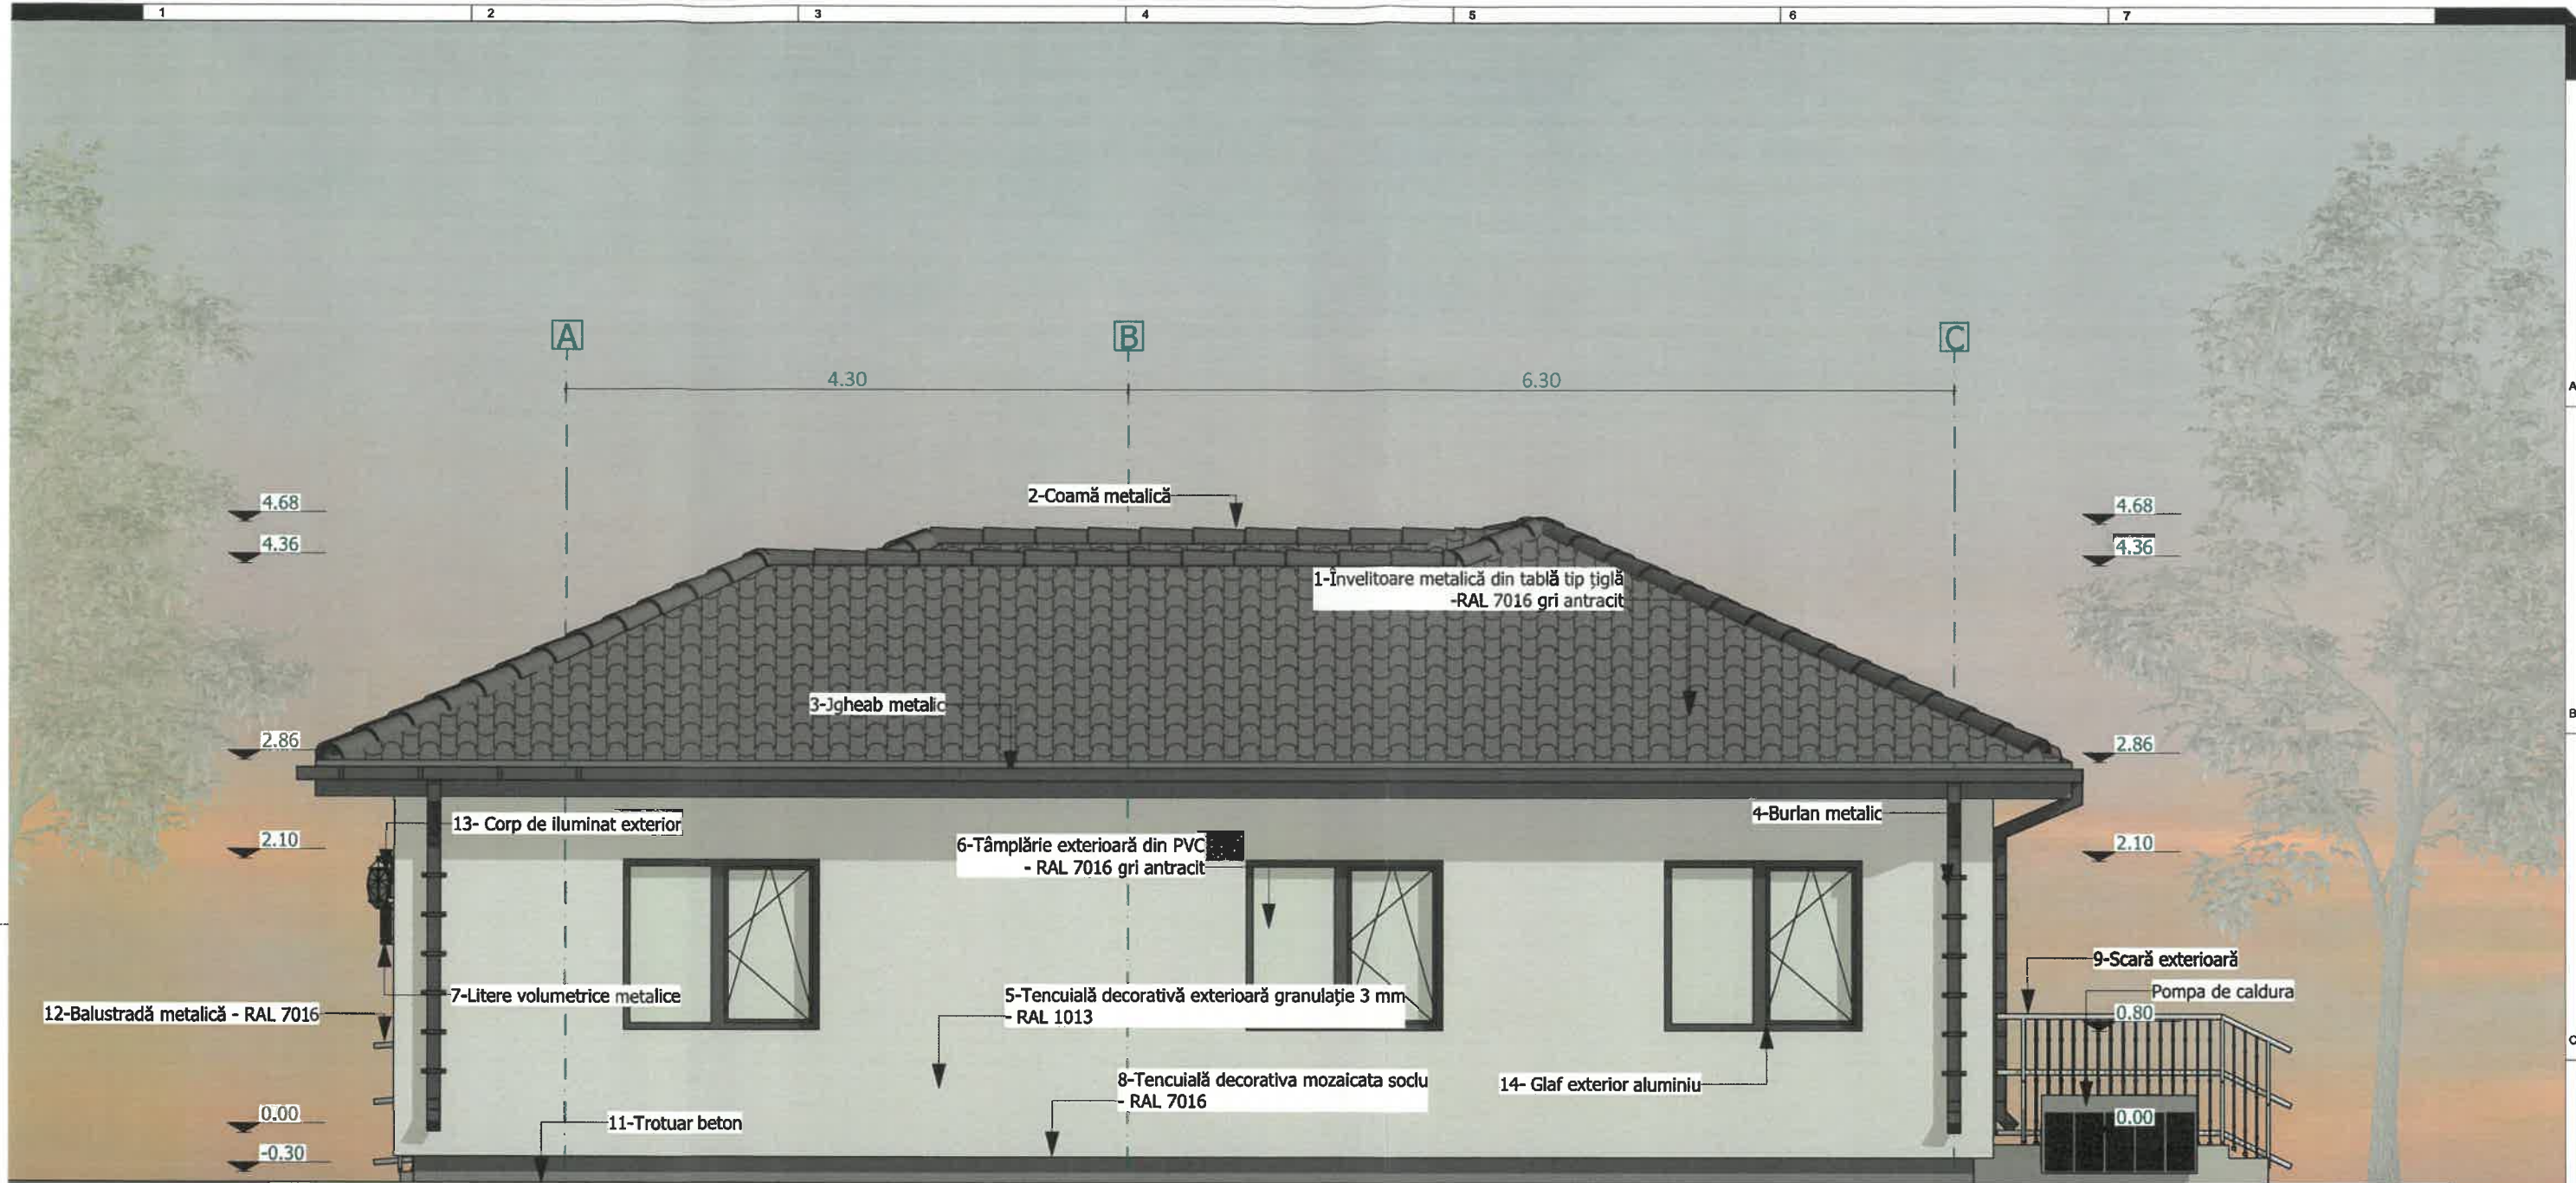 1 2 3 4 5 6 7
A B C
4.30 6.30
A
2-Coamă metalică
4.68 4.68
4.36 4.36
1-Învelitoare metalică din tablă tip țiglă
-RAL 7016 gri antracit
3-Jgheab metalic
B
2.86 2.86
13- Corp de iluminat exterior
4-Burlan metalic
2.10 2.10
6-Tâmplărie exterioară din PVC
- RAL 7016 gri antracit
9-Scară exterioară
7-Litere volumetrice metalice
5-Tencuială decorativă exterioară granulație 3 mm
- RAL 1013
Pompa de caldura
12-Balustradă metalică - RAL 7016
0.80
C
8-Tencuială decorativa mozaicata soclu
- RAL 7016
14- Glaf exterior aluminiu
0.00 0.00
11-Trotuar beton
-0.30